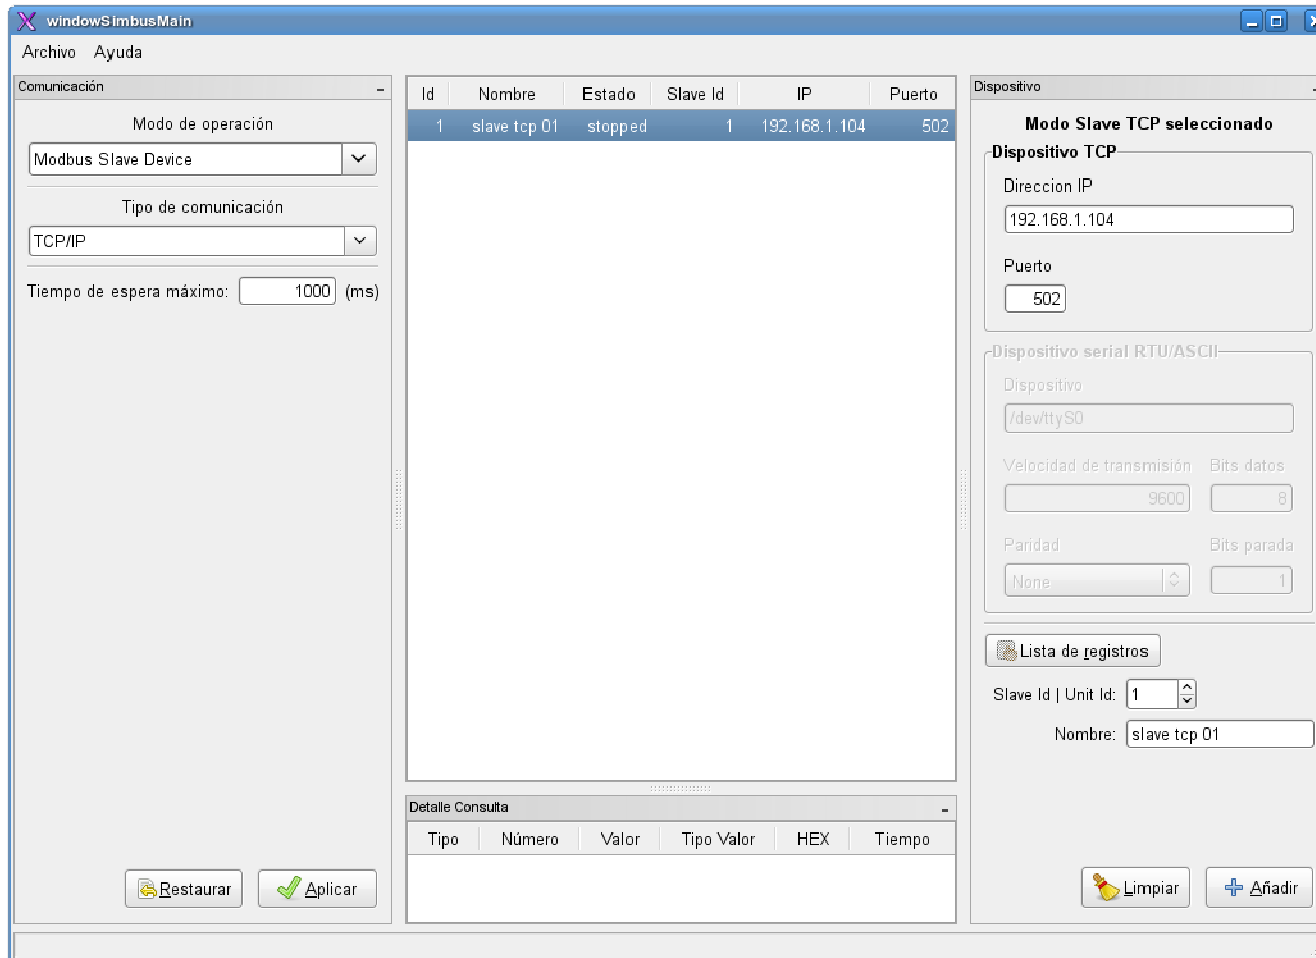 windowSimbusMain
Archivo Ayuda
Comunicación
Modo de operación
Modbus Slave Device
Tipo de comunicación
TCP/IP
Tiempo de espera máximo: 1000 (ms)
Restaurar Aplicar
Id Nombre Estado Slave Id IP Puerto
1 slave tcp 01 stopped 1 192.168.1.104 502
Detalle Consulta
Tipo Número Valor Tipo Valor HEX Tiempo
Dispositivo
Modo Slave TCP seleccionado
Dispositivo TCP
Direccion IP
192.168.1.104
Puerto
502
Dispositivo serial RTU/ASCII
Dispositivo
/dev/ttyS0
Velocidad de transmisión Bits datos
9600 8
Paridad Bits parada
None 1
Lista de registros
Slave Id | Unit Id: 1
Nombre: slave tcp 01
Limpiar Añadir